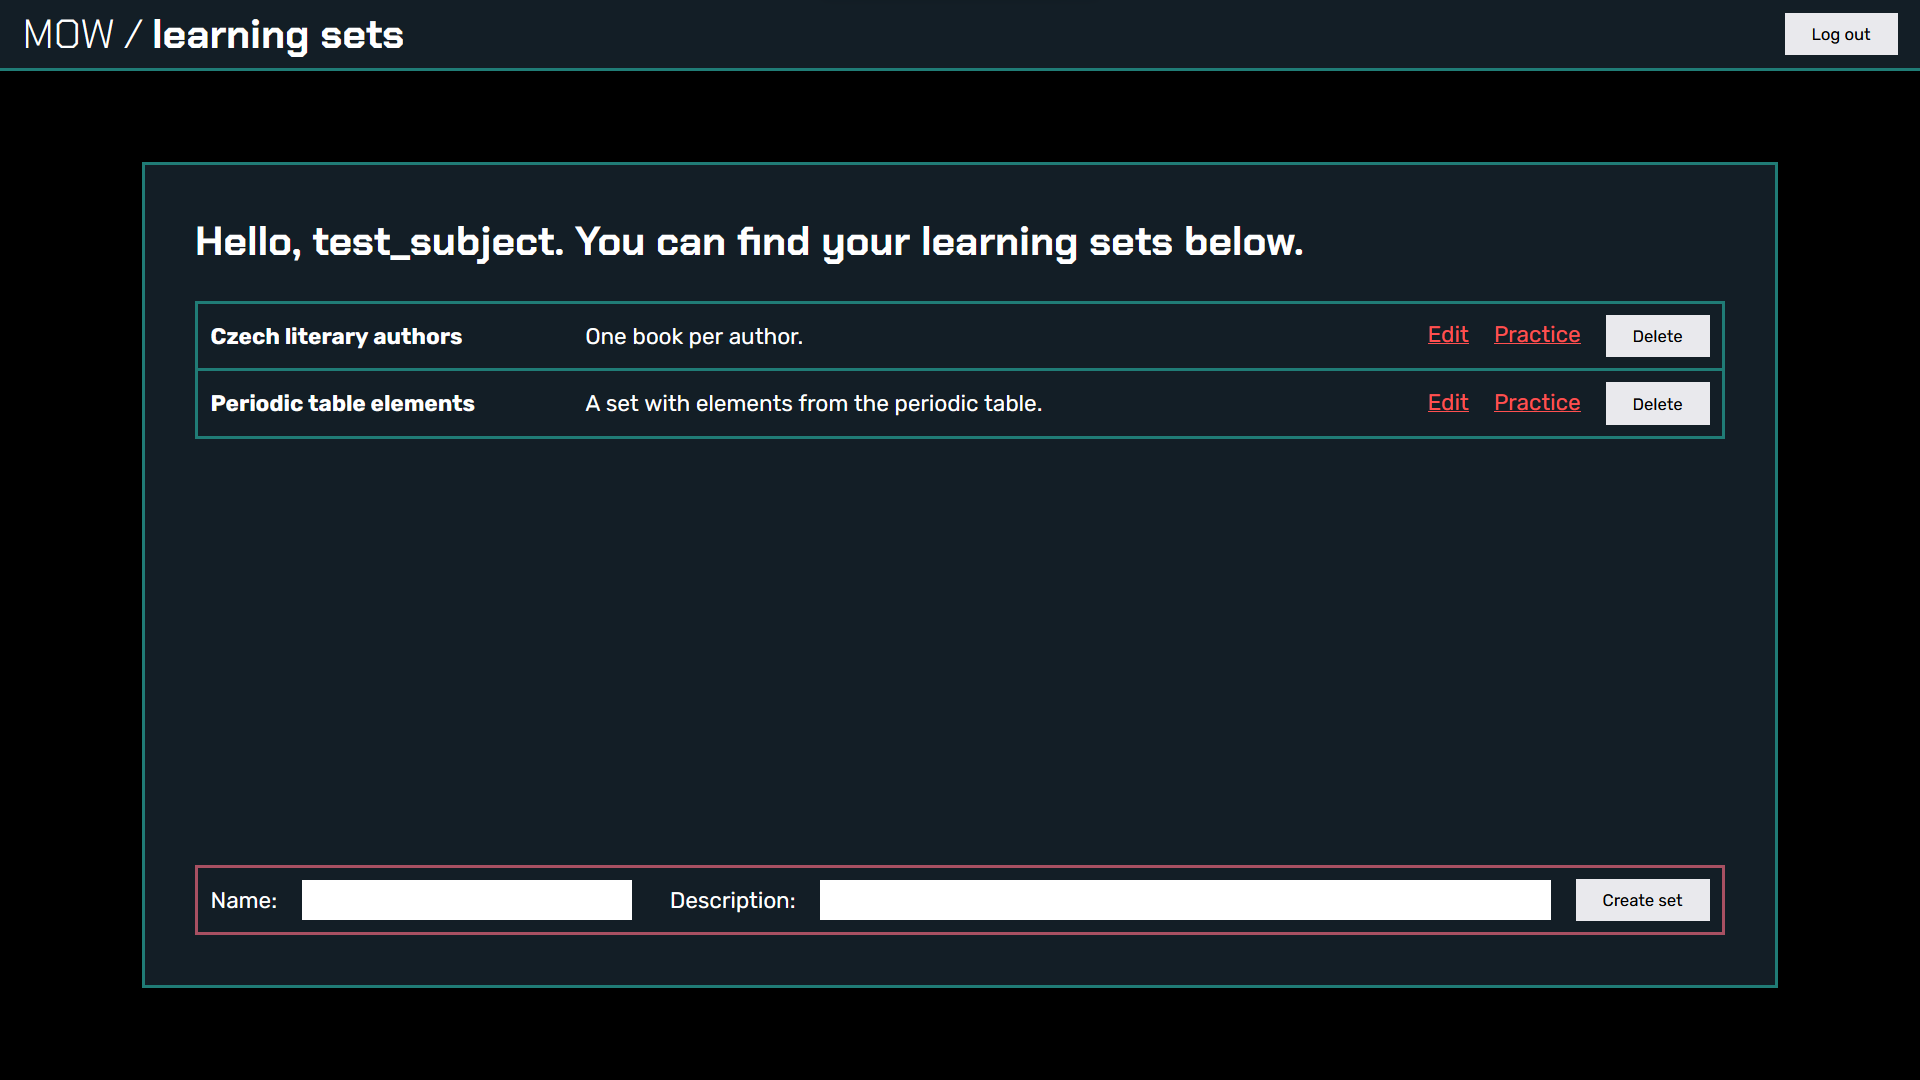 MOW / learning sets Log out
Hello, test_subject. You can find your learning sets below.
Czech literary authors One book per author. Edit Practice Delete
Periodic table elements A set with elements from the periodic table. Edit Practice Delete
Name: Description: Create set